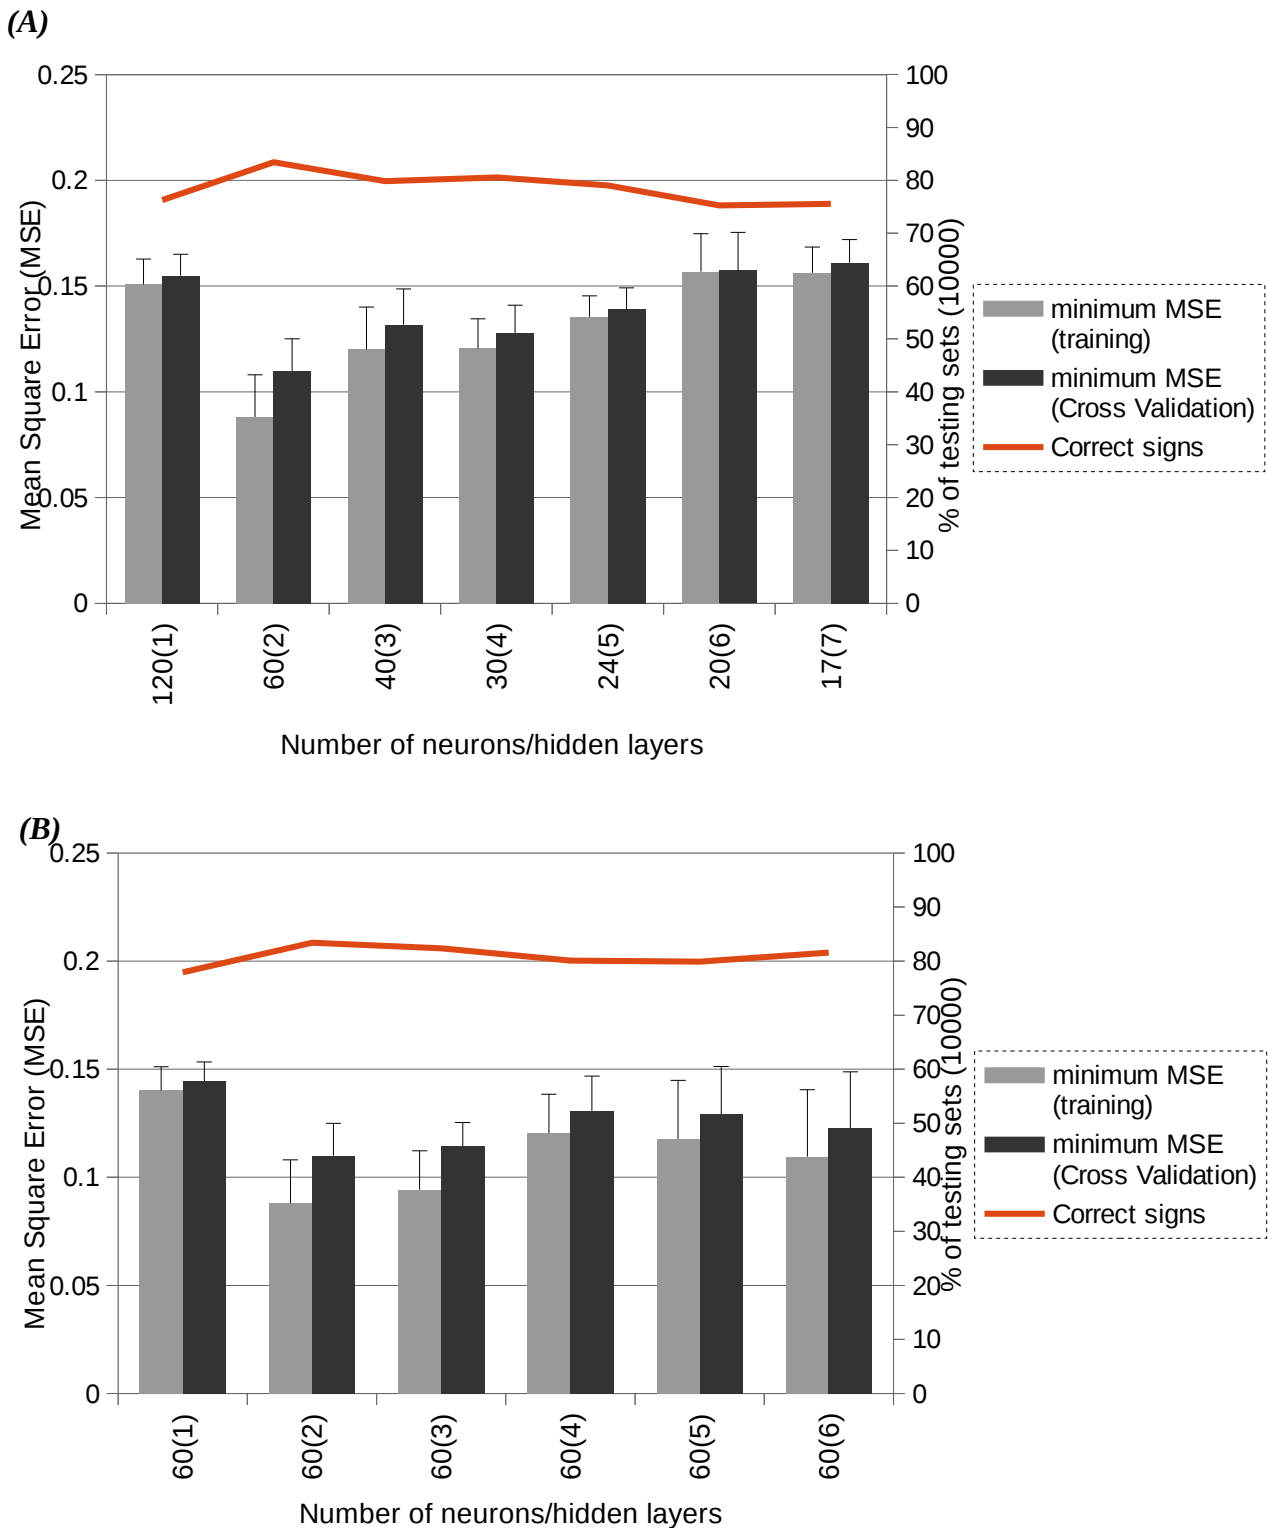 (A)
0.25
0.2
0.15
0.1
0.05
0
Mean Square Error (MSE)
100
90
80
70
60
50
40
30
20
10
0
% of testing sets (10000)
120(1)
60(2)
40(3)
30(4)
24(5)
20(6)
17(7)
Number of neurons/hidden layers
minimum MSE
(training)
minimum MSE
(Cross Validation)
Correct signs
(B)
0.25
0.2
0.15
0.1
0.05
0
Mean Square Error (MSE)
100
90
80
70
60
50
40
30
20
10
0
% of testing sets (10000)
60(1)
60(2)
60(3)
60(4)
60(5)
60(6)
Number of neurons/hidden layers
minimum MSE
(training)
minimum MSE
(Cross Validation)
Correct signs